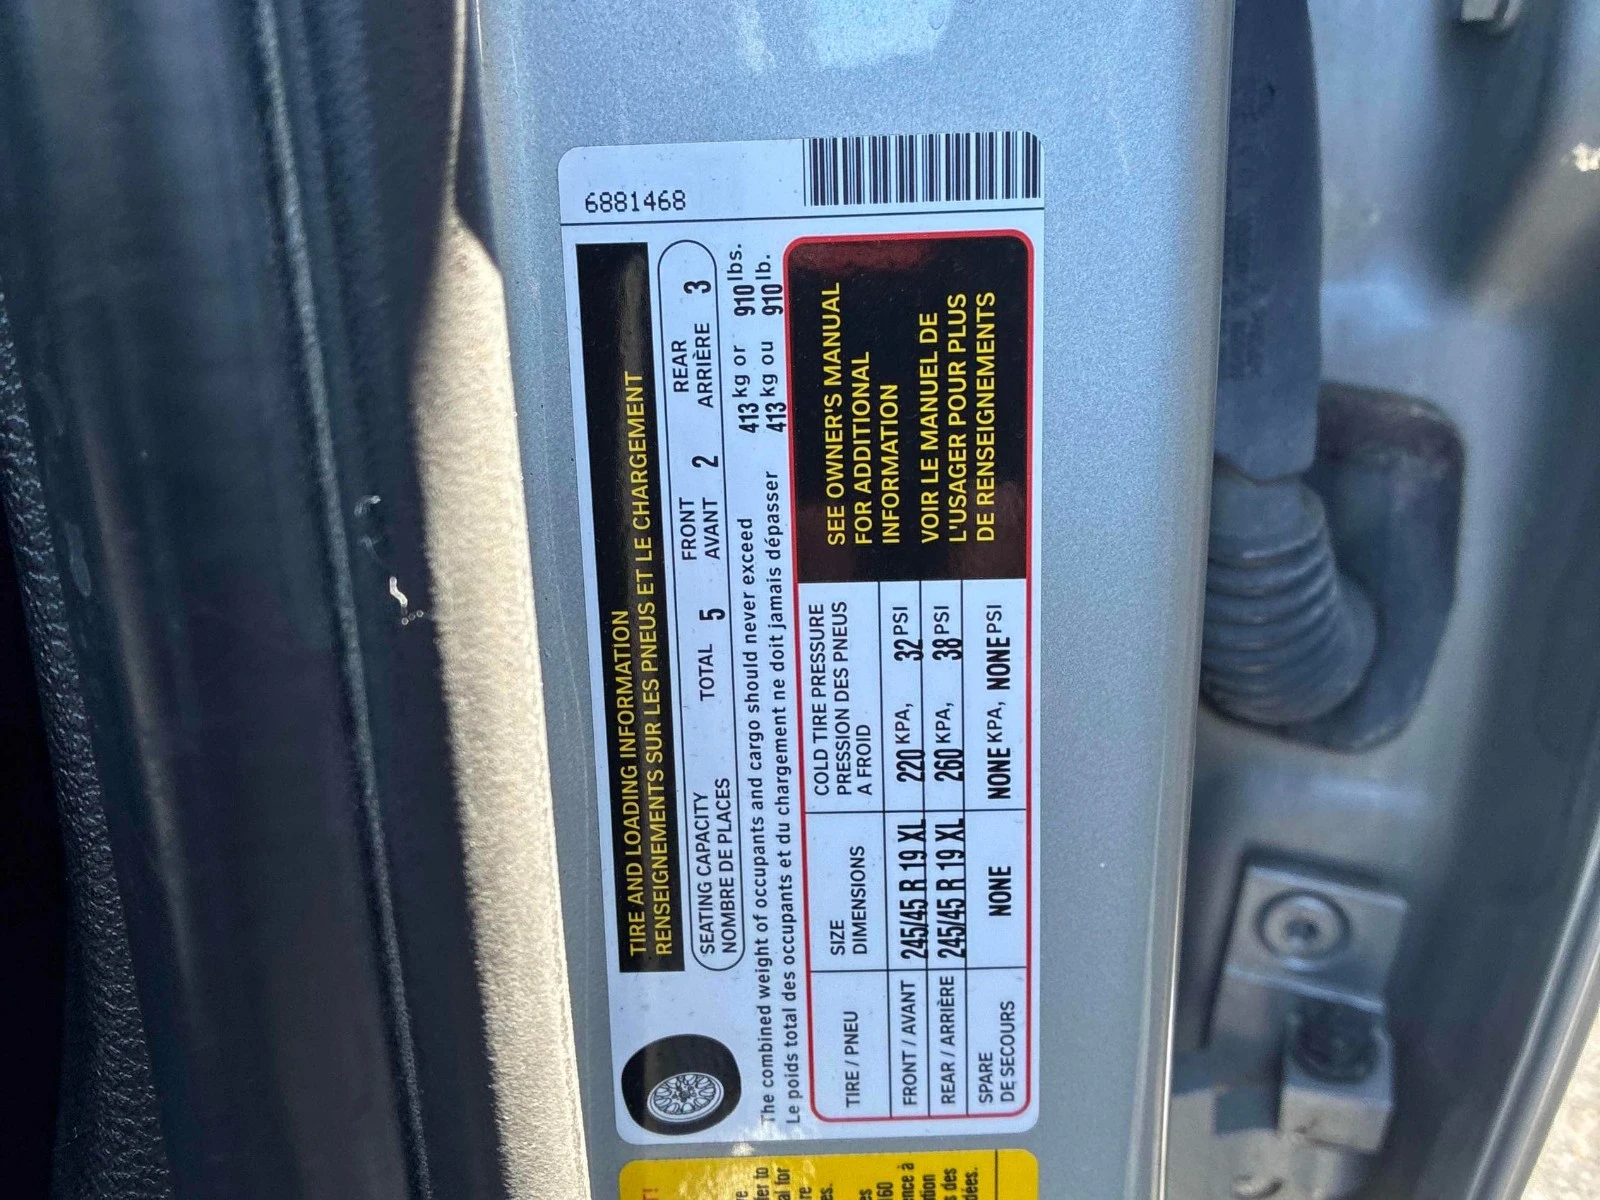 6881468
TIRE AND LOADING INFORMATION
RENSEIGNEMENTS SUR LES PNEUS ET LE CHARGEMENT
SEATING CAPACITY
NOMBRE DE PLACES
TOTAL 5
FRONT
AVANT 2
REAR
ARRIÈRE 3
The combined weight of occupants and cargo should never exceed 413 kg or 910 lbs.
Le poids total des occupants et du chargement ne doit jamais dépasser 413 kg ou 910 lb.
TIRE / PNEU
SIZE
DIMENSIONS
COLD TIRE PRESSURE
PRESSION DES PNEUS
A FROID
FRONT / AVANT 245/45 R 19 XL 220 KPA, 32 PSI
REAR / ARRIÈRE 245/45 R 19 XL 260 KPA, 38 PSI
SPARE
DE SECOURS NONE NONE KPA, NONE PSI
SEE OWNER'S MANUAL
FOR ADDITIONAL
INFORMATION
VOIR LE MANUEL DE
L'USAGER POUR PLUS
DE RENSEIGNEMENTS